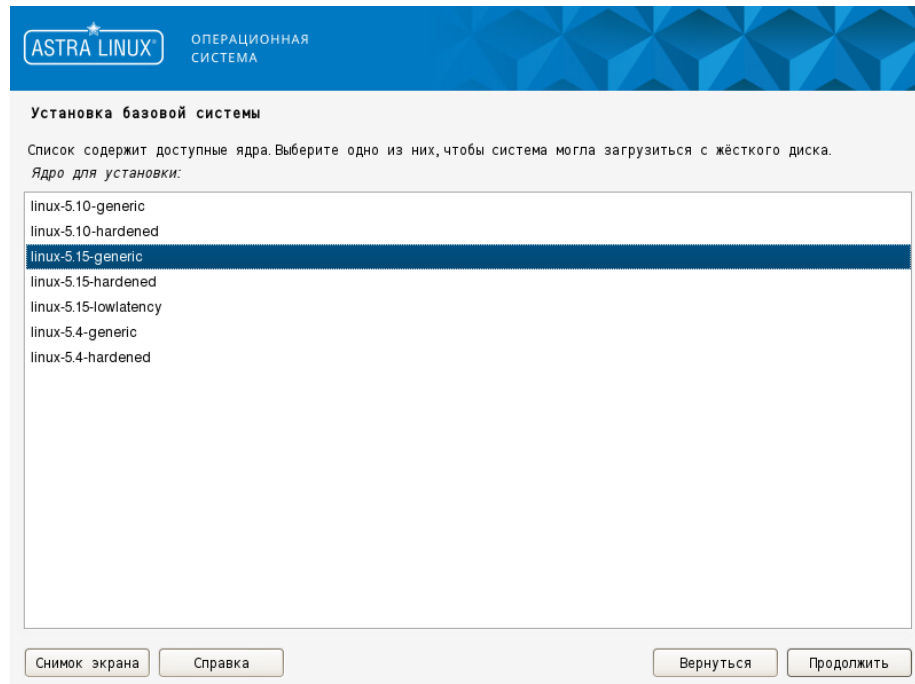 ASTRA LINUX®
ОПЕРАЦИОННАЯ
СИСТЕМА
Установка базовой системы
Список содержит доступные ядра. Выберите одно из них, чтобы система могла загрузиться с жёсткого диска.
Ядро для установки:
linux-5.10-generic
linux-5.10-hardened
linux-5.15-generic
linux-5.15-hardened
linux-5.15-lowlatency
linux-5.4-generic
linux-5.4-hardened
Снимок экрана Справка Вернуться Продолжить